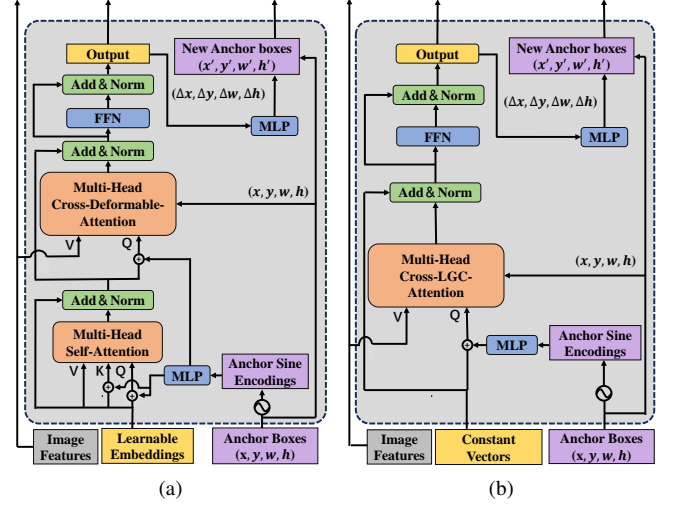 Output
New Anchor boxes
(x′, y′, w′, h′)
Add & Norm
(Δx, Δy, Δw, Δh)
FFN
MLP
Add & Norm
Multi-Head
Cross-Deformable-
Attention
(x, y, w, h)
V
Q
Add & Norm
Multi-Head
Self-Attention
V
K
Q
MLP
Anchor Sine
Encodings
Image
Features
Learnable
Embeddings
Anchor Boxes
(x, y, w, h)
(a)
Output
New Anchor boxes
(x′, y′, w′, h′)
Add & Norm
(Δx, Δy, Δw, Δh)
FFN
MLP
Add & Norm
Multi-Head
Cross-LGC-
Attention
(x, y, w, h)
V
Q
MLP
Anchor Sine
Encodings
Image
Features
Constant
Vectors
Anchor Boxes
(x, y, w, h)
(b)